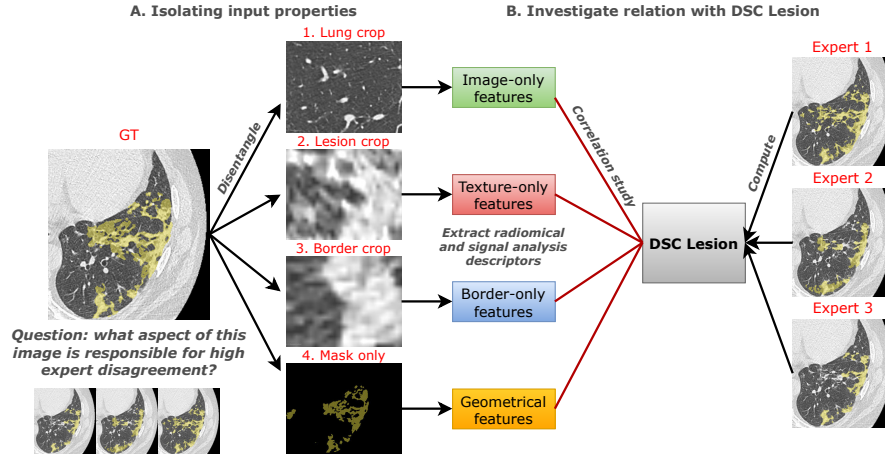 A. Isolating input properties
B. Investigate relation with DSC Lesion
GT
Question: what aspect of this
image is responsible for high
expert disagreement?
Disentangle
1. Lung crop
2. Lesion crop
3. Border crop
4. Mask only
Image-only
features
Texture-only
features
Extract radiomical
and signal analysis
descriptors
Border-only
features
Geometrical
features
Correlation study
DSC Lesion
Compute
Expert 1
Expert 2
Expert 3